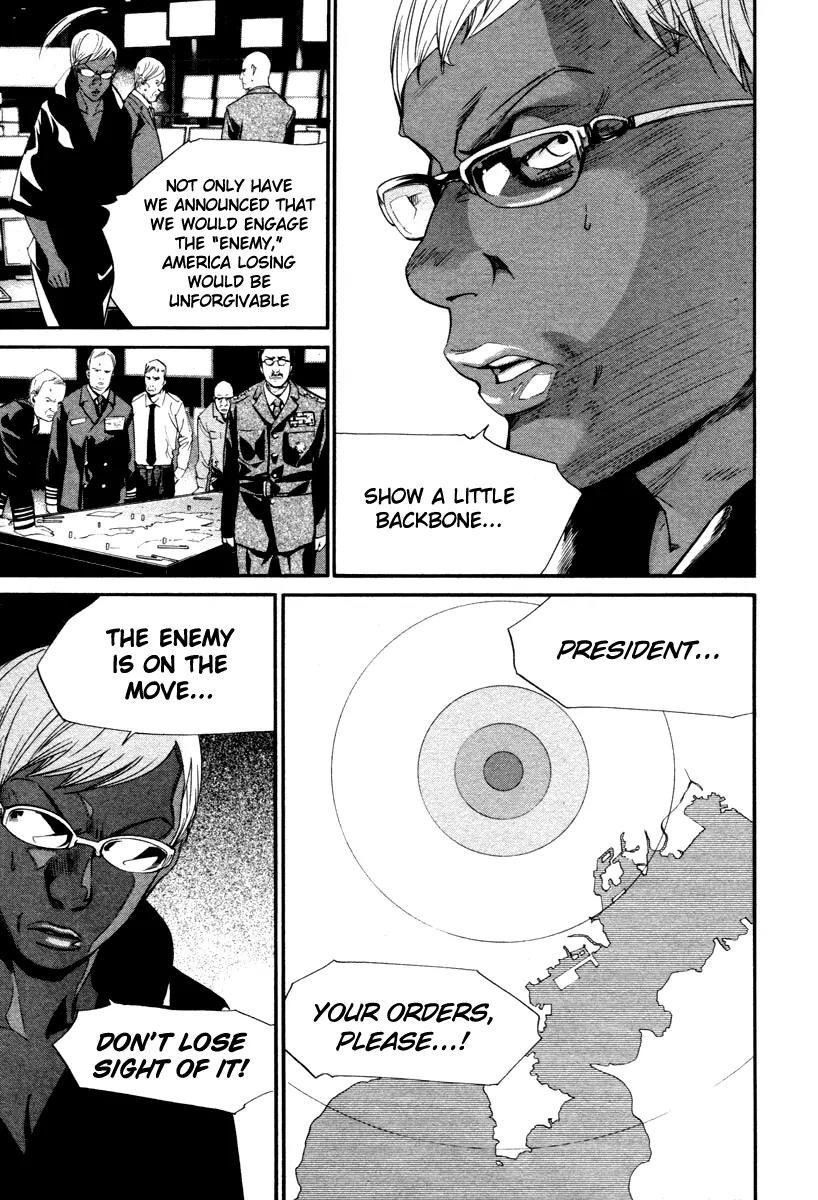 SHOW A LITTLE
BACKBONE...
NOT ONLY HAVE
WE ANNOUNCED THAT
WE WOULD ENGAGE
THE "ENEMY,"
AMERICA LOSING
WOULD BE
UNFORGIVABLE
PRESIDENT...
YOUR ORDERS,
PLEASE...!
THE ENEMY
IS ON THE
MOVE...
DON'T LOSE
SIGHT OF IT!